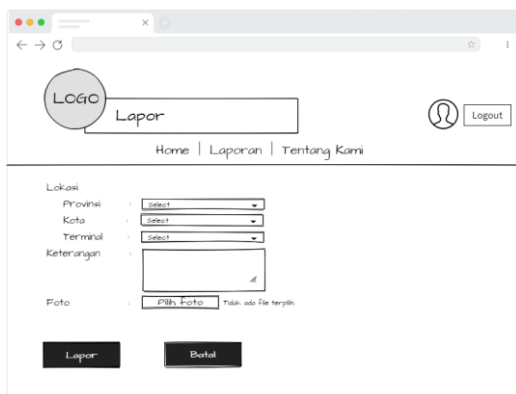 LOGO
Lapor
Logout
Home | Laporan | Tentang Kami
Lokasi
Provinsi : Select
Kota : Select
Terminal : Select
Keterangan :
Foto : Pilih Foto Tidak ada file terpilih
Lapor Batal